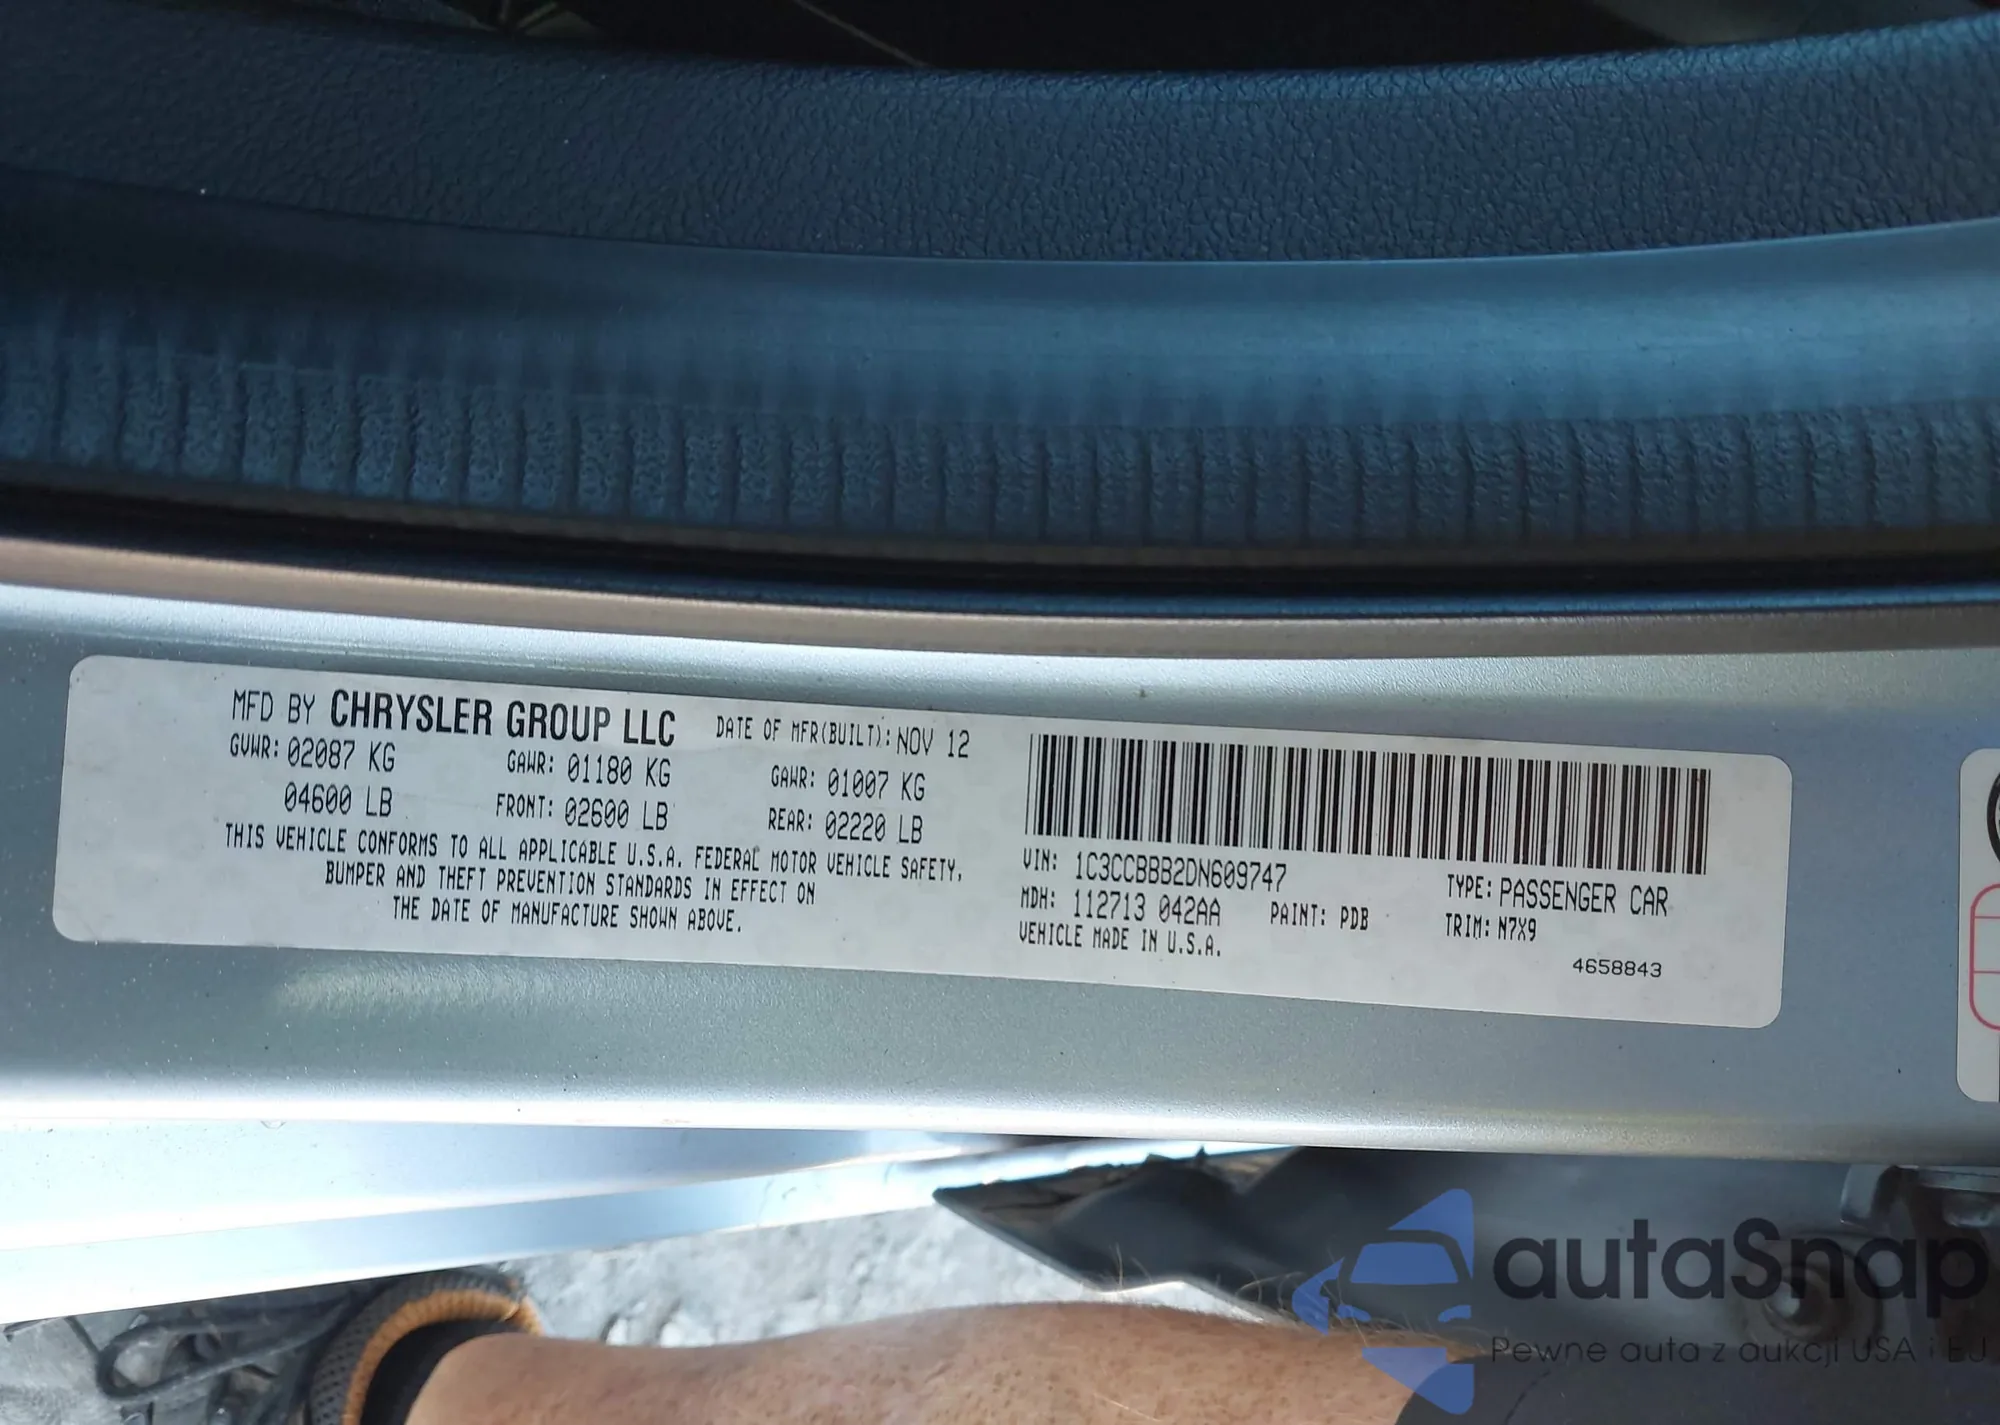 MFD BY CHRYSLER GROUP LLC DATE OF MFR(BUILT): NOV 12
GVWR: 02087 KG GAWR: 01180 KG GAWR: 01007 KG
04600 LB FRONT: 02600 LB REAR: 02220 LB
THIS VEHICLE CONFORMS TO ALL APPLICABLE U.S.A. FEDERAL MOTOR VEHICLE SAFETY,
BUMPER AND THEFT PREVENTION STANDARDS IN EFFECT ON
THE DATE OF MANUFACTURE SHOWN ABOVE.
VIN: 1C3CCBBB2DN609747 TYPE: PASSENGER CAR
MDH: 112713 042AA PAINT: PDB TRIM: N7X9
VEHICLE MADE IN U.S.A.
4658843
autaSnap
Pewne auta z aukcji USA i EU